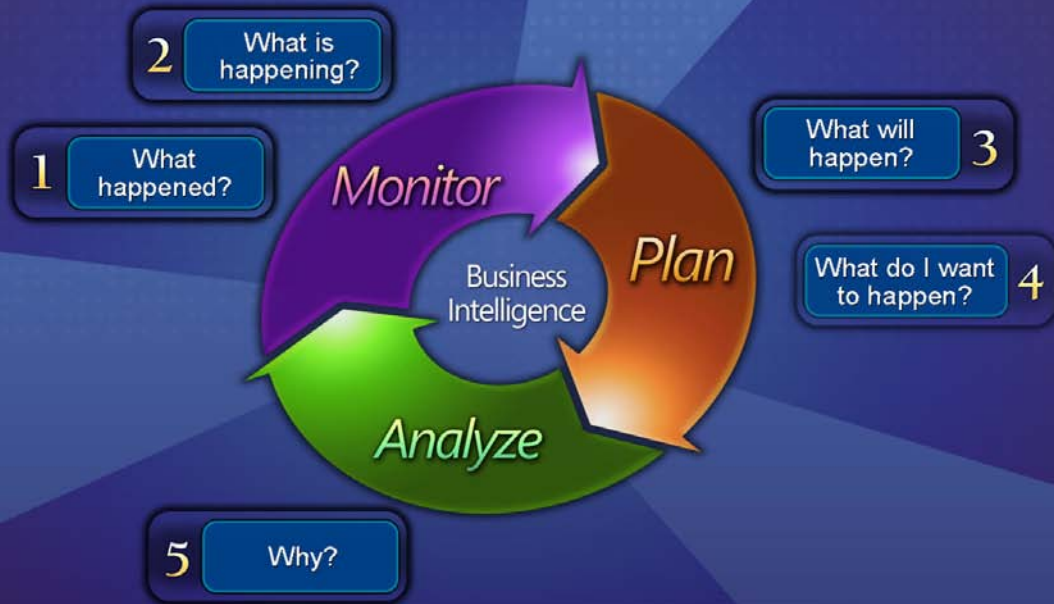 1
What
happened?
2
What is
happening?
3
What will
happen?
4
What do I want
to happen?
5
Why?
Monitor
Plan
Analyze
Business
Intelligence